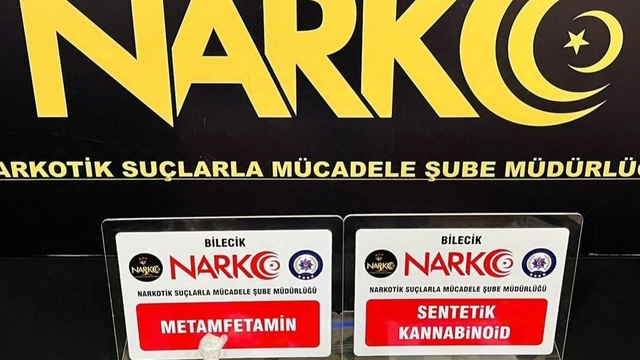 NARKO
NARKOTİK SUÇLARLA MÜCADELE ŞUBE MÜDÜRLÜĞÜ
BİLECİK
NARKO
NARKOTİK SUÇLARLA MÜCADELE ŞUBE MÜDÜRLÜĞÜ
METAMFETAMİN
BİLECİK
NARKO
NARKOTİK SUÇLARLA MÜCADELE ŞUBE MÜDÜRLÜĞÜ
SENTETİK
KANNABİNOİD